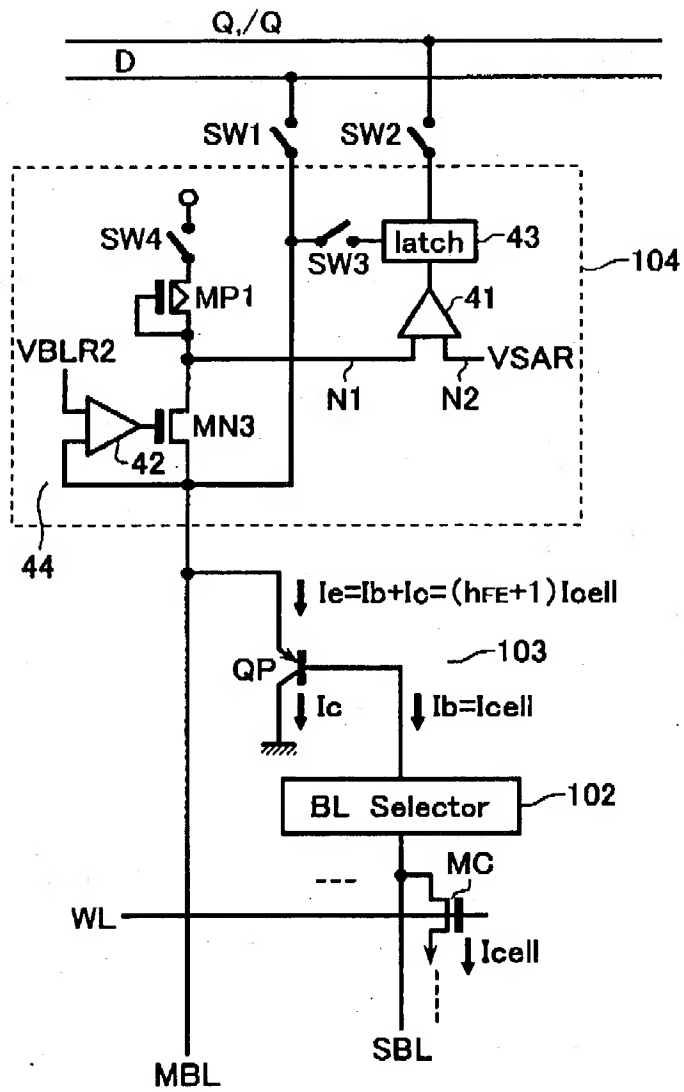 Q,/Q
D
SW1
SW2
SW4
SW3
latch
43
104
MP1
41
VBLR2
N1
N2
VSAR
MN3
42
44
Ie=Ib+Ic=(hFE+1)Icell
103
QP
Ic
Ib=Icell
BL Selector
102
MC
WL
Icell
SBL
MBL